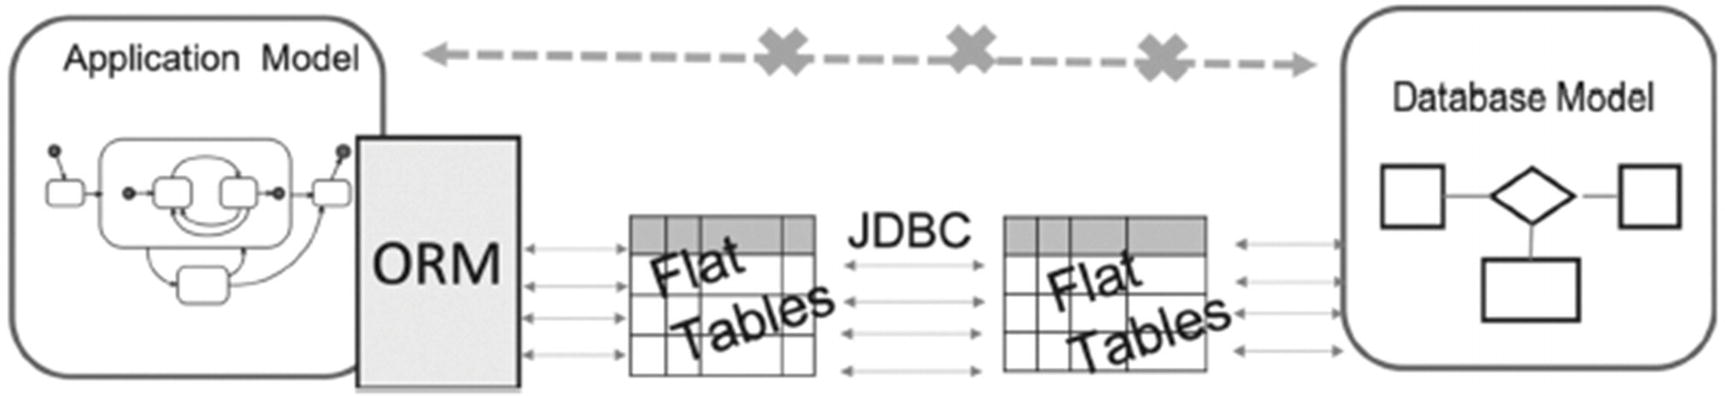 Application Model
Database Model
ORM
Flat
Tables
JDBC
Flat
Tables